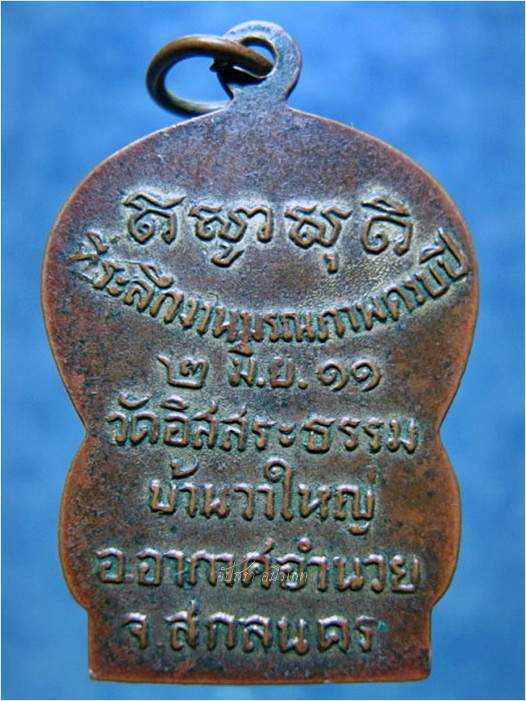 ที่ระลึกงานมรณภาพครบปี
๒ มิ.ย. ๑๑
วัดอิสสระธรรม
บ้านวาใหญ่
อ.อากาศอำนวย
จ สกลนคร